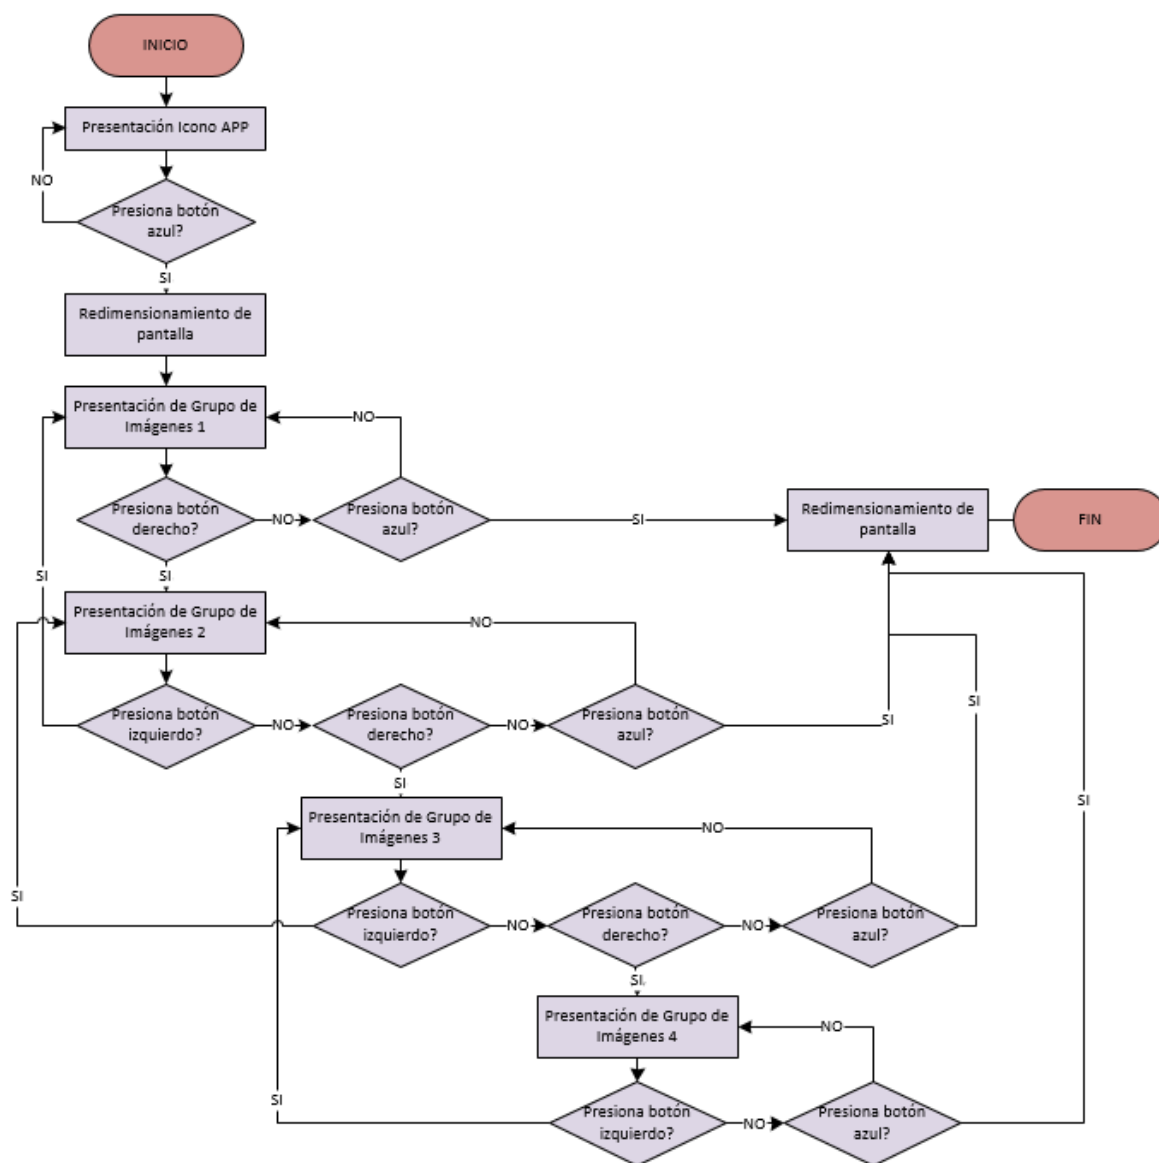 INICIO
Presentación Icono APP
NO
Presiona botón
azul?
SI
Redimensionamiento de
pantalla
Presentación de Grupo de
Imágenes 1
NO
Presiona botón
derecho?
NO
Presiona botón
azul?
SI
Redimensionamiento de
pantalla
FIN
SI
SI
Presentación de Grupo de
Imágenes 2
NO
Presiona botón
izquierdo?
NO
Presiona botón
derecho?
NO
Presiona botón
azul?
SI
SI
SI
Presentación de Grupo de
Imágenes 3
NO
SI
SI
Presiona botón
izquierdo?
NO
Presiona botón
derecho?
NO
Presiona botón
azul?
SI
Presentación de Grupo de
Imágenes 4
NO
SI
Presiona botón
izquierdo?
NO
Presiona botón
azul?